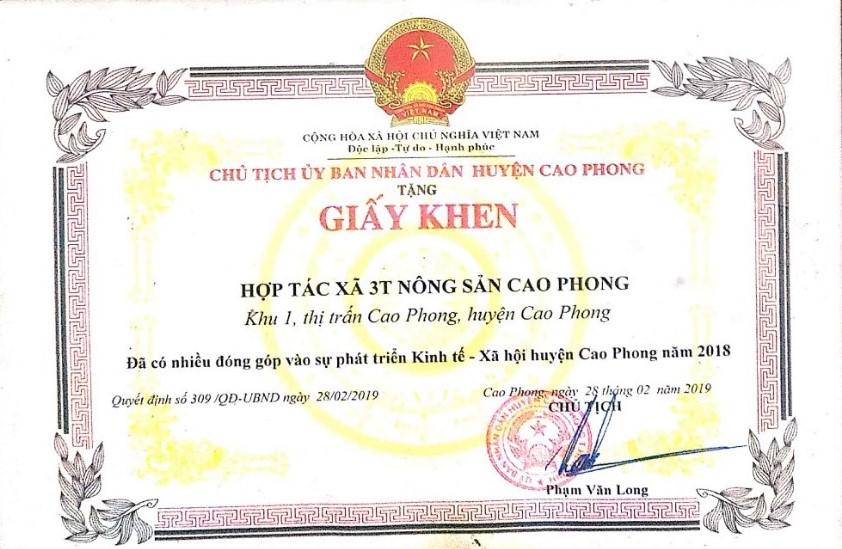 VIỆT NAM
CỘNG HÒA XÃ HỘI CHỦ NGHĨA VIỆT NAM
Độc lập -Tự do - Hạnh phúc
CHỦ TỊCH ỦY BAN NHÂN DÂN HUYỆN CAO PHONG
TẶNG
GIẤY KHEN
HỢP TÁC XÃ 3T NÔNG SẢN CAO PHONG
Khu 1, thị trấn Cao Phong, huyện Cao Phong
Đã có nhiều đóng góp vào sự phát triển Kinh tế - Xã hội huyện Cao Phong năm 2018
Quyết định số 309 /QĐ-UBND ngày 28/02/2019
Cao Phong, ngày 28 tháng 02 năm 2019
CHỦ TỊCH
Phạm Văn Long